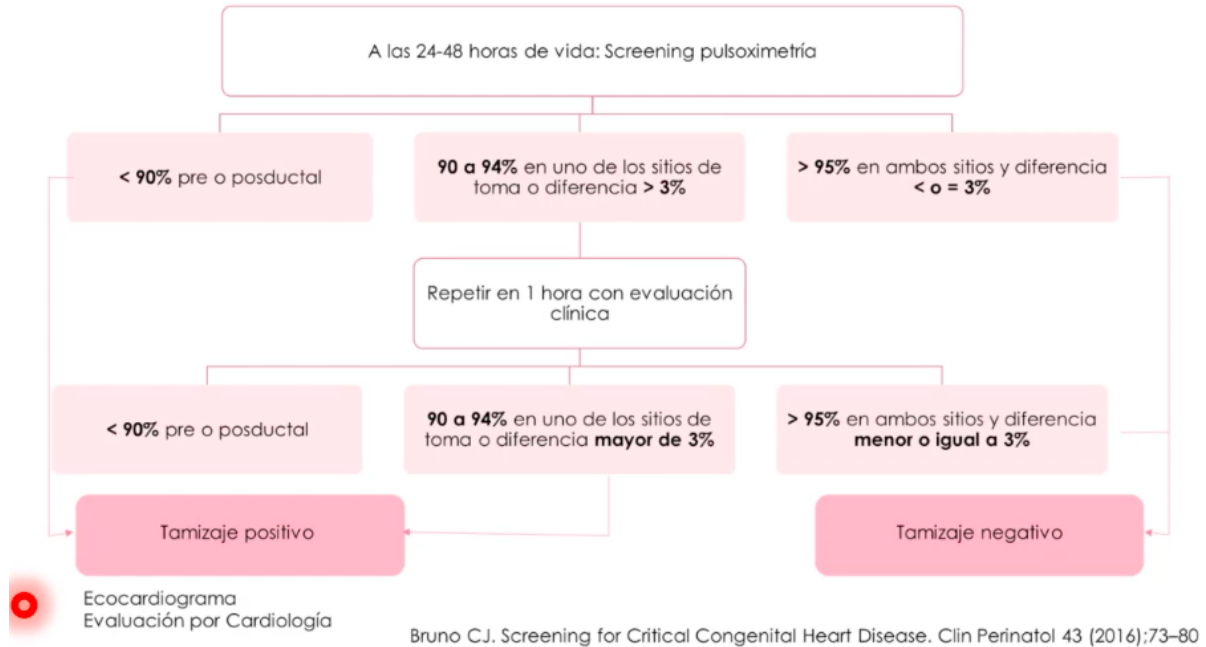 A las 24-48 horas de vida: Screening pulsoximetría
< 90% pre o posductal
90 a 94% en uno de los sitios de
toma o diferencia > 3%
> 95% en ambos sitios y diferencia
< o = 3%
Repetir en 1 hora con evaluación
clínica
< 90% pre o posductal
90 a 94% en uno de los sitios de
toma o diferencia mayor de 3%
> 95% en ambos sitios y diferencia
menor o igual a 3%
Tamizaje positivo
Tamizaje negativo
Ecocardiograma
Evaluación por Cardiología
Bruno CJ. Screening for Critical Congenital Heart Disease. Clin Perinatol 43 (2016);73–80